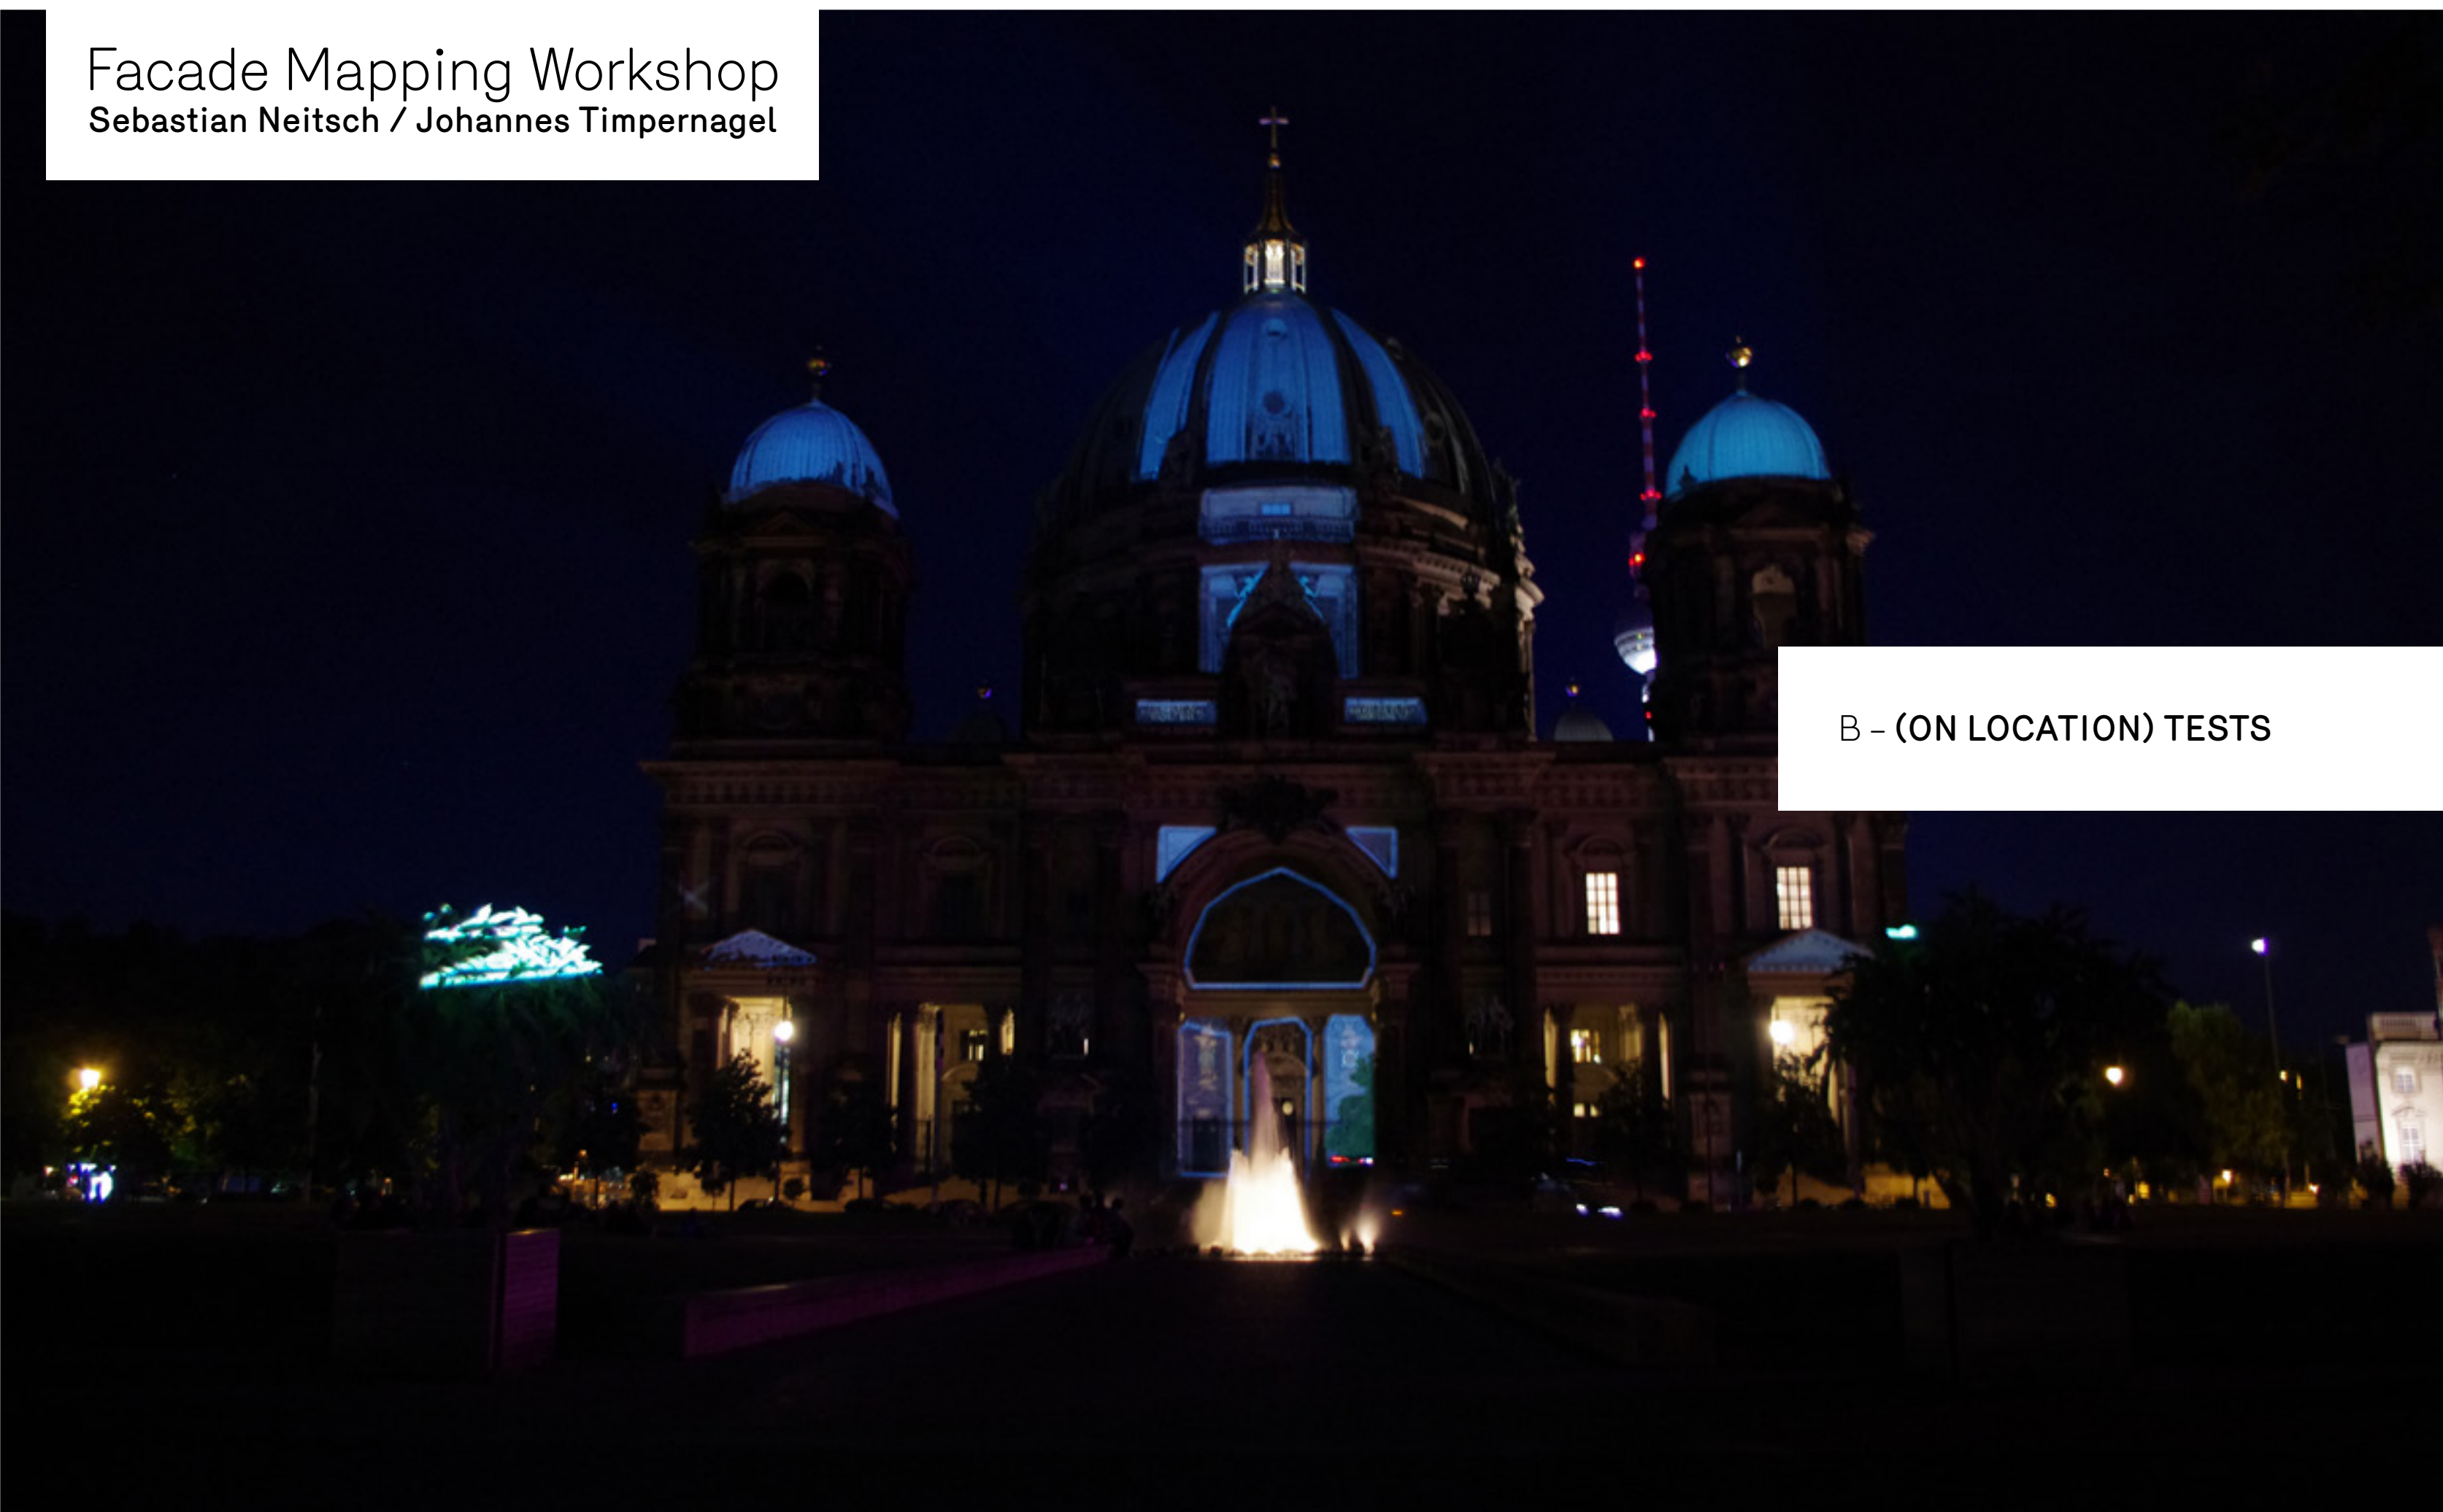 Facade Mapping Workshop
Sebastian Neitsch / Johannes Timpernagel
B – (ON LOCATION) TESTS